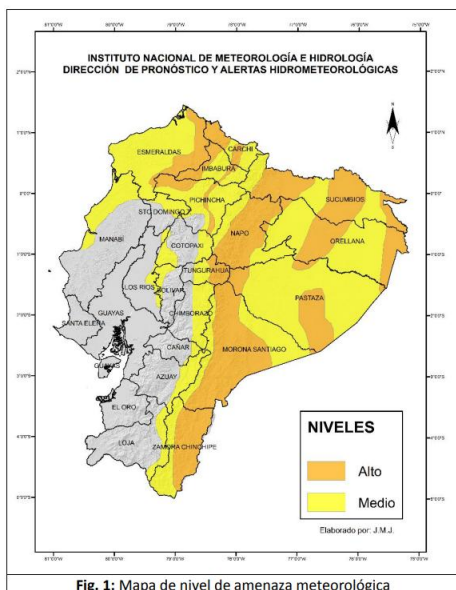 INSTITUTO NACIONAL DE METEOROLOGÍA E HIDROLOGÍA
DIRECCIÓN DE PRONÓSTICO Y ALERTAS HIDROMETEOROLÓGICAS
N
ESMERALDAS
CARCHI
IMBABURA
PICHINCHA
SUCUMBIOS
STO DOMINGO
MANABÍ
COTOPAXI
NAPO
ORELLANA
TUNGURAHUA
LOS RIOS
BOLIVAR
PASTAZA
GUAYAS
CHIMBORAZO
SANTA ELENA
CAÑAR
MORONA SANTIAGO
GUAYAS
AZUAY
EL ORO
LOJA
ZAMORA CHINCHIPE
NIVELES
Alto
Medio
Elaborado por: J.M.J.
Fig. 1: Mapa de nivel de amenaza meteorológica